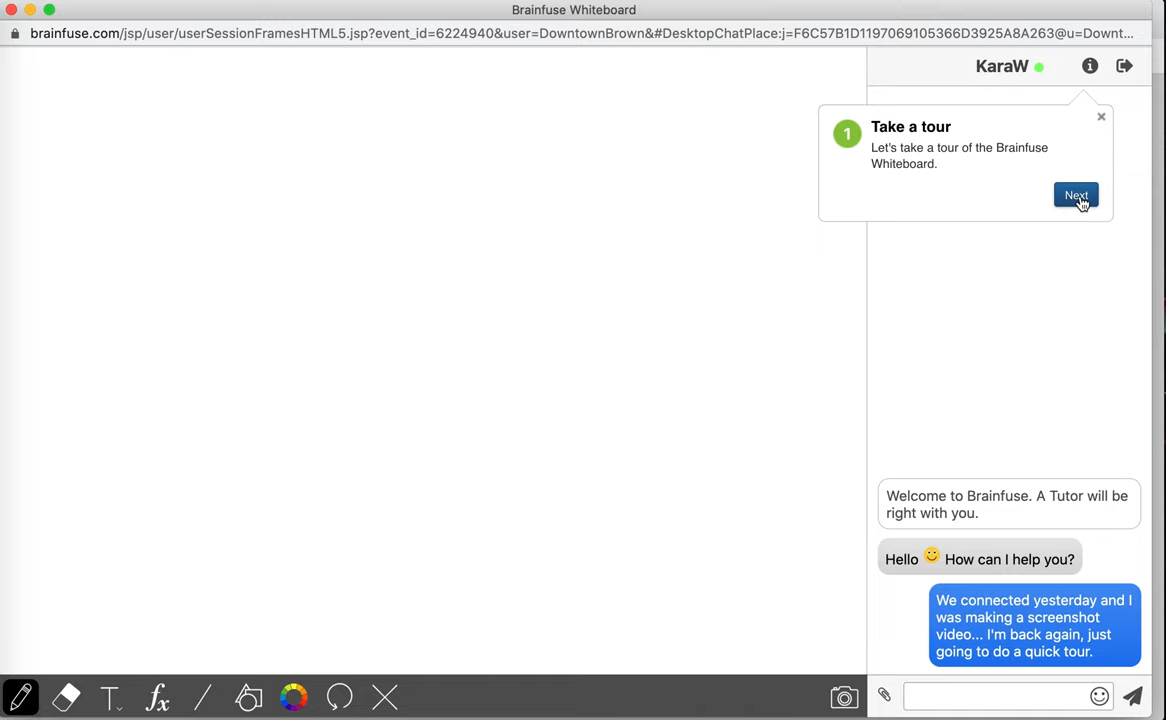 Brainfuse Whiteboard
brainfuse.com/jsp/user/userSessionFramesHTML5.jsp?event_id=6224940&user=DowntownBrown&#DesktopChatPlace:j=F6C57B1D1197069105366D3925A8A263@u=Downt...
KaraW
1
Take a tour
Let's take a tour of the Brainfuse
Whiteboard.
Next
Welcome to Brainfuse. A Tutor will be
right with you.
Hello 🙂 How can I help you?
We connected yesterday and I
was making a screenshot
video... I'm back again, just
going to do a quick tour.
T
fx